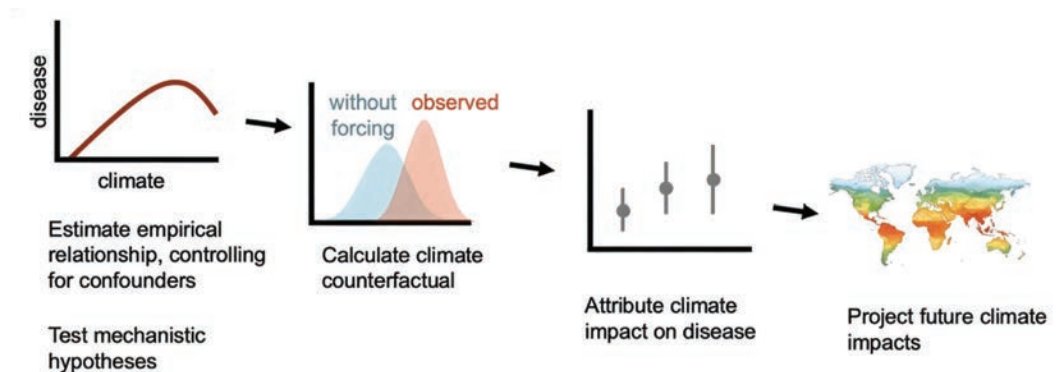 disease
climate
Estimate empirical
relationship, controlling
for confounders
Test mechanistic
hypotheses
without
forcing
observed
Calculate climate
counterfactual
Attribute climate
impact on disease
Project future climate
impacts